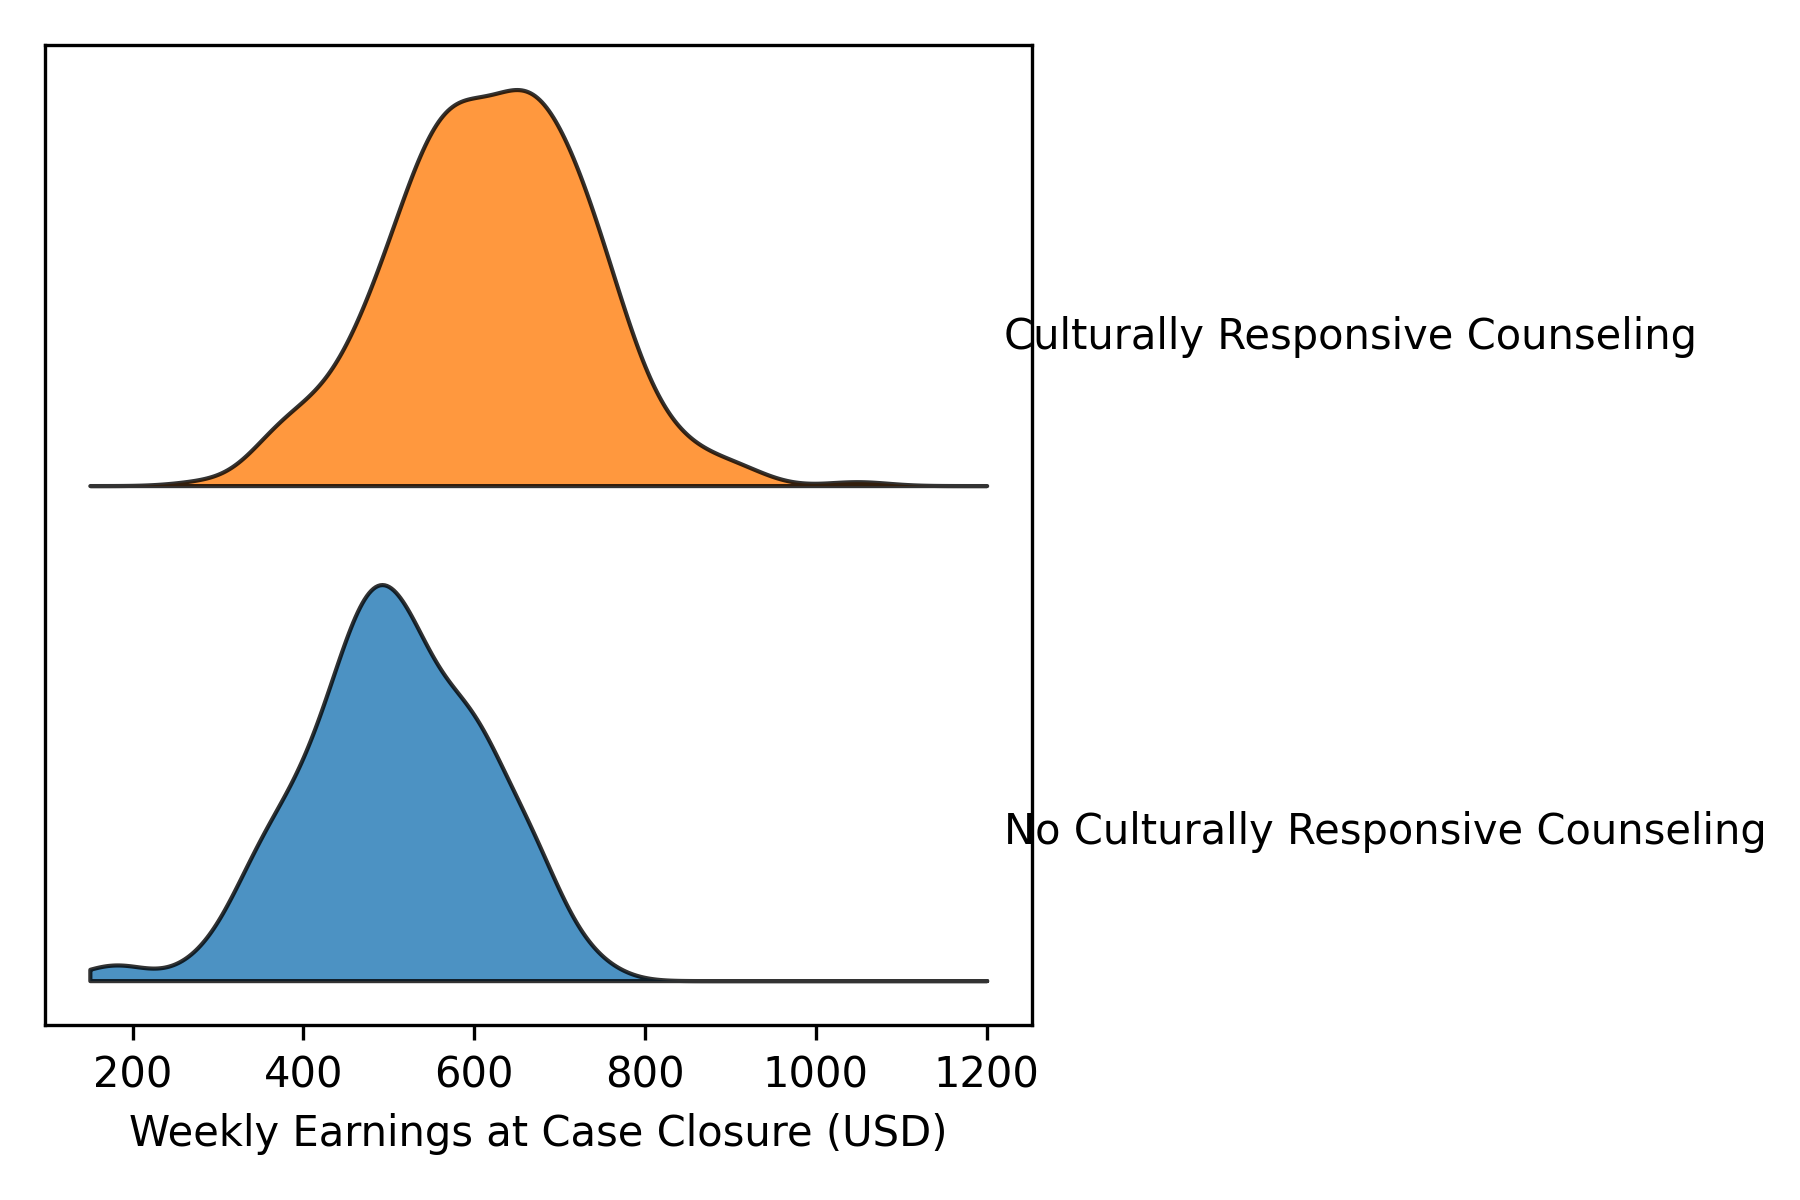 Culturally Responsive Counseling
No Culturally Responsive Counseling
200 400 600 800 1000 1200
Weekly Earnings at Case Closure (USD)